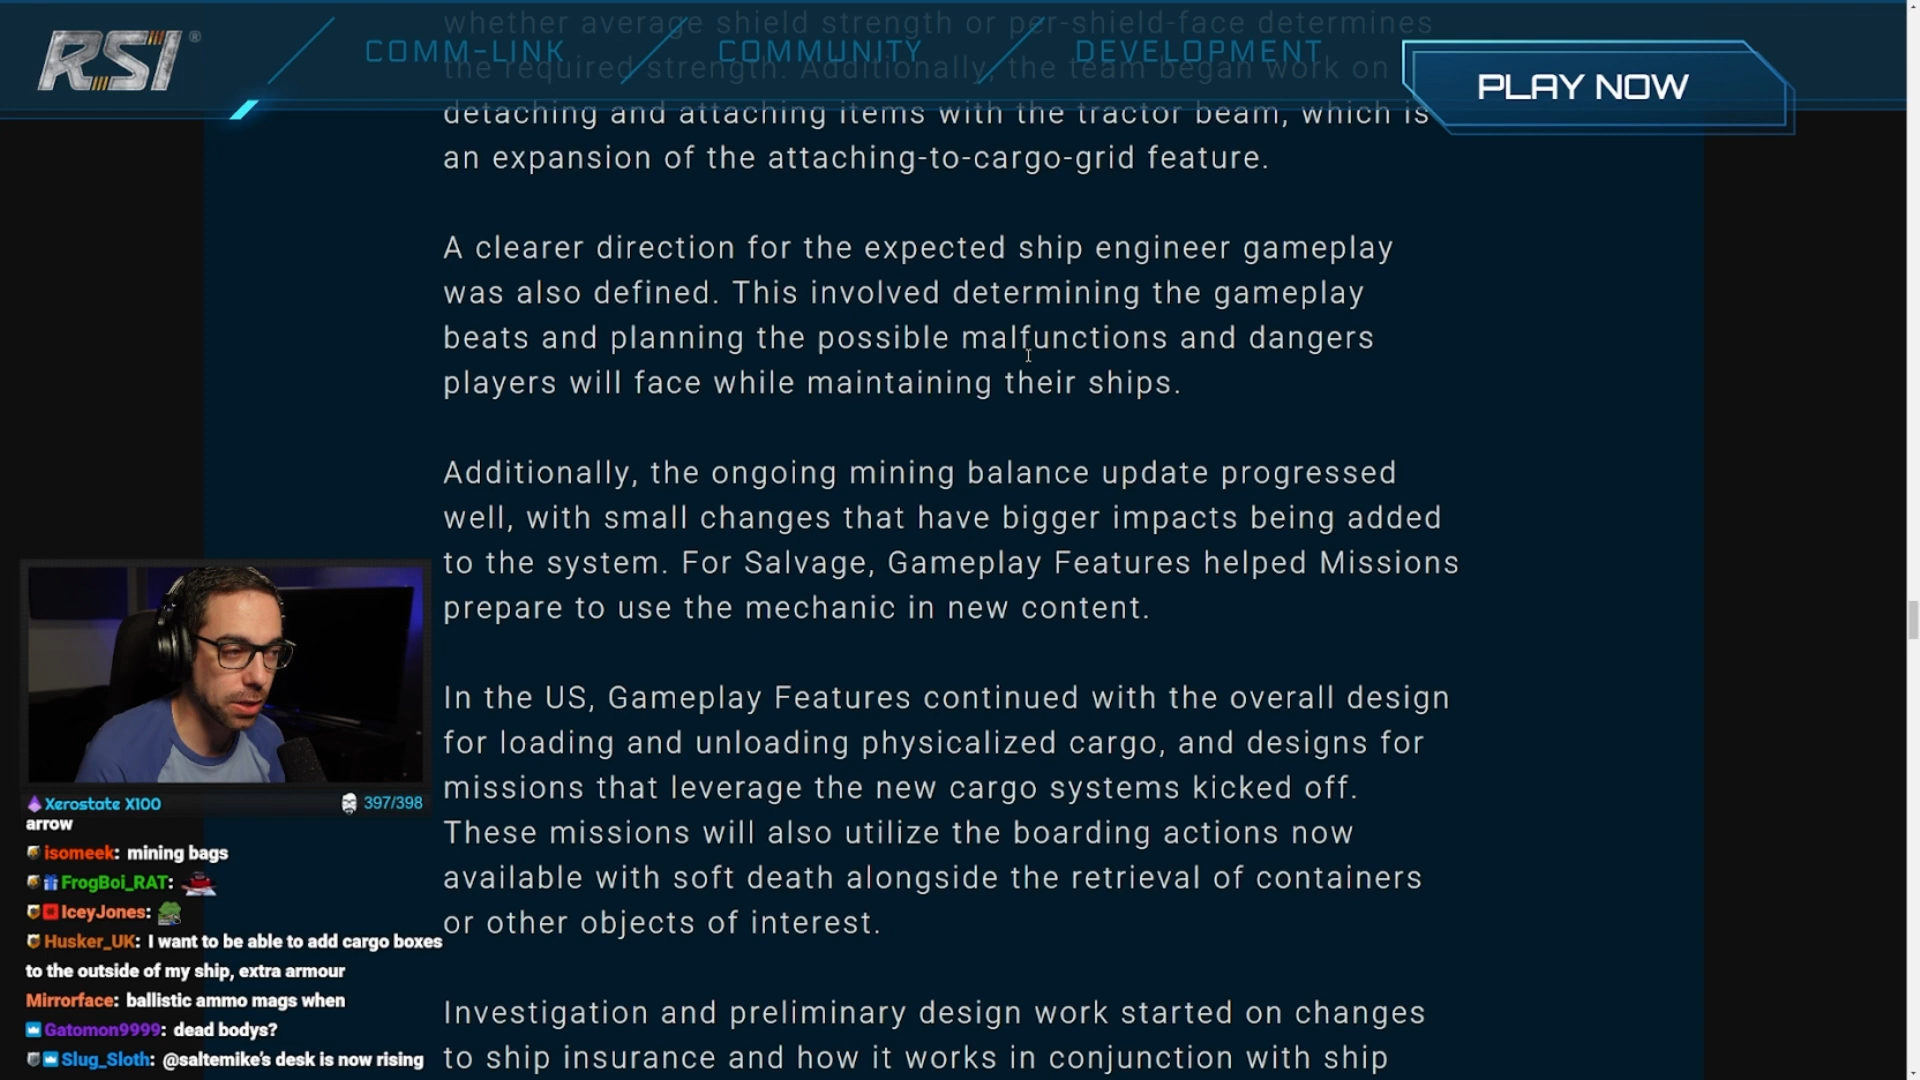 whether average shield strength or per-shield-face determines
RSI®
COMM-LINK
COMMUNITY
DEVELOPMENT
PLAY NOW
the required strength. Additionally, the team began work on
detaching and attaching items with the tractor beam, which is
an expansion of the attaching-to-cargo-grid feature.
A clearer direction for the expected ship engineer gameplay
was also defined. This involved determining the gameplay
beats and planning the possible malfunctions and dangers
players will face while maintaining their ships.
Additionally, the ongoing mining balance update progressed
well, with small changes that have bigger impacts being added
to the system. For Salvage, Gameplay Features helped Missions
prepare to use the mechanic in new content.
In the US, Gameplay Features continued with the overall design
for loading and unloading physicalized cargo, and designs for
missions that leverage the new cargo systems kicked off.
These missions will also utilize the boarding actions now
available with soft death alongside the retrieval of containers
or other objects of interest.
Investigation and preliminary design work started on changes
to ship insurance and how it works in conjunction with ship
Xerostate X100
397/398
arrow
isomeek: mining bags
FrogBoi_RAT:
IceyJones:
Husker_UK: I want to be able to add cargo boxes
to the outside of my ship, extra armour
Mirrorface: ballistic ammo mags when
Gatomon9999: dead bodys?
Slug_Sloth: @saltemike's desk is now rising